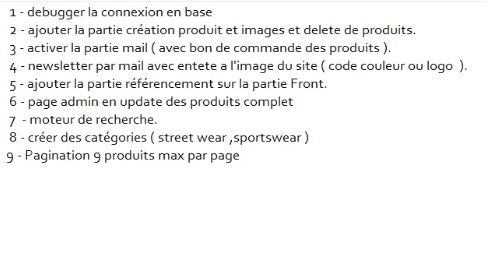 1 - debugger la connexion en base
2 - ajouter la partie création produit et images et delete de produits.
3 - activer la partie mail ( avec bon de commande des produits ).
4 - newsletter par mail avec entete a l'image du site ( code couleur ou logo ).
5 - ajouter la partie référencement sur la partie Front.
6 - page admin en update des produits complet
7 - moteur de recherche.
8 - créer des catégories ( street wear ,sportswear )
9 - Pagination 9 produits max par page